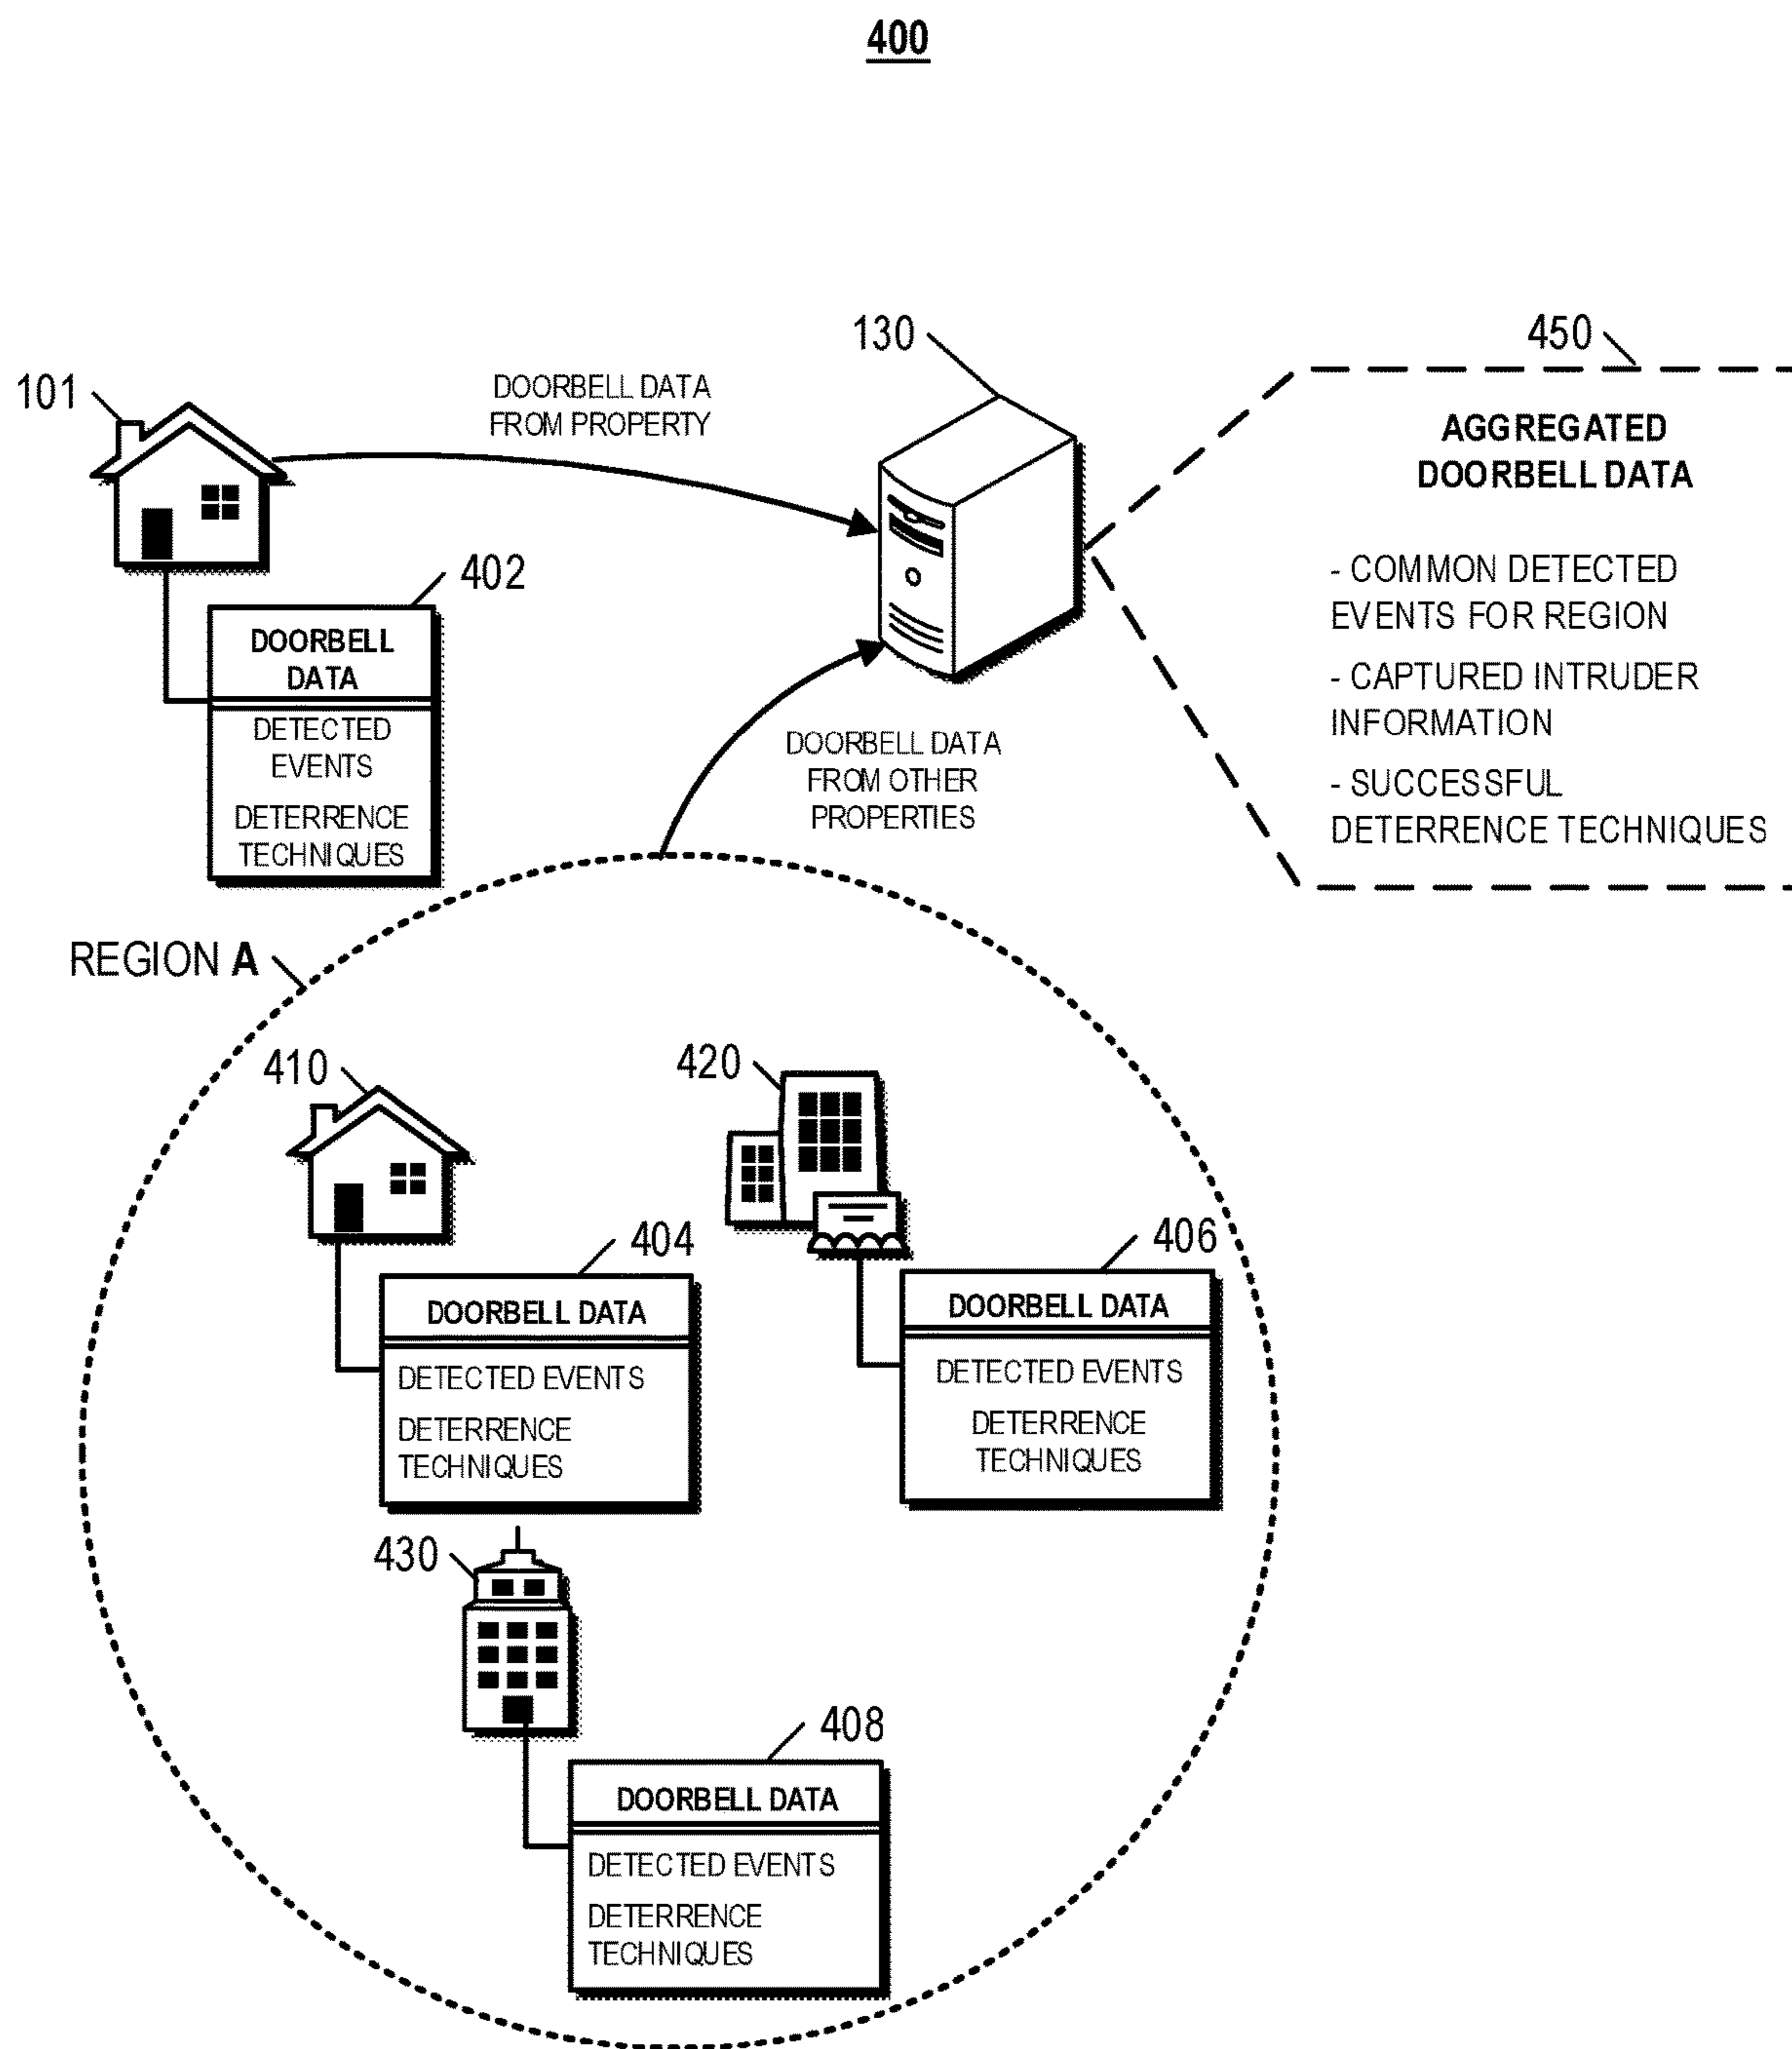 400
130
450
101
DOORBELL DATA
FROM PROPERTY
AGGREGATED
DOORBELL DATA
- COMMON DETECTED
EVENTS FOR REGION
- CAPTURED INTRUDER
INFORMATION
- SUCCESSFUL
DETERRENCE TECHNIQUES
402
DOORBELL
DATA
DETECTED
EVENTS
DETERRENCE
TECHNIQUES
DOORBELL DATA
FROM OTHER
PROPERTIES
REGION A
410
420
404
DOORBELL DATA
DETECTED EVENTS
DETERRENCE
TECHNIQUES
406
DOORBELL DATA
DETECTED EVENTS
DETERRENCE
TECHNIQUES
430
408
DOORBELL DATA
DETECTED EVENTS
DETERRENCE
TECHNIQUES